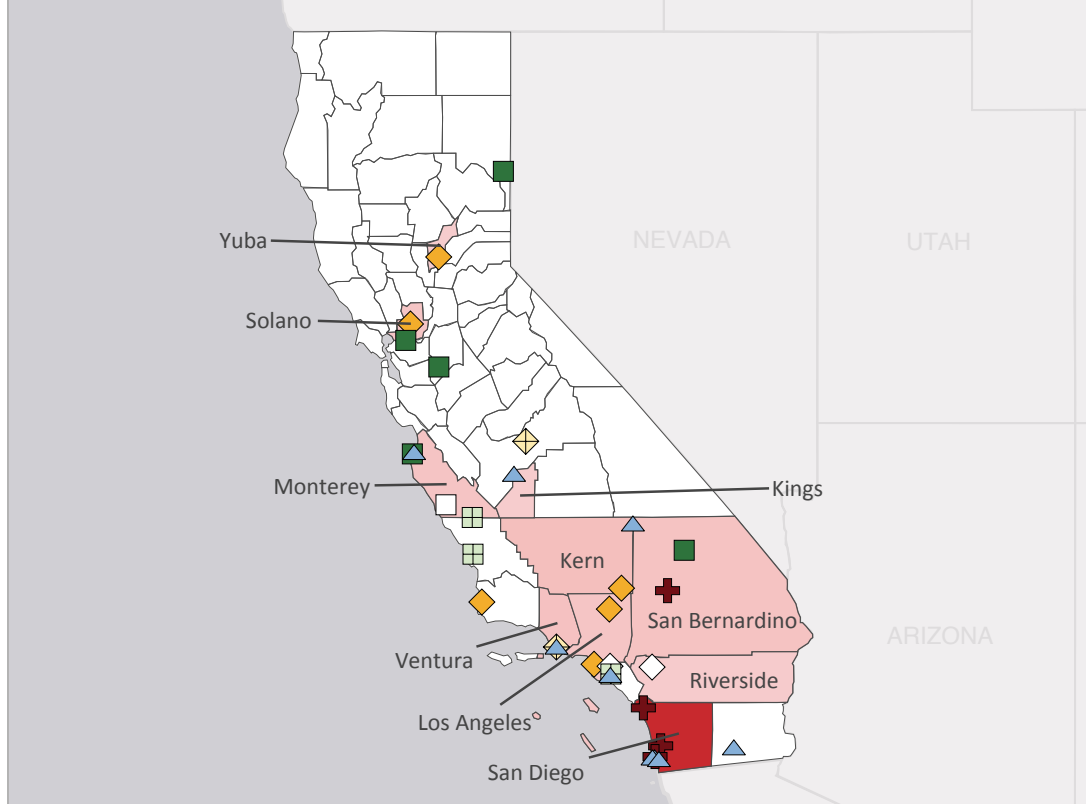 Yuba
NEVADA
UTAH
Solano
Monterey
Kings
Kern
San Bernardino
ARIZONA
Ventura
Riverside
Los Angeles
San Diego